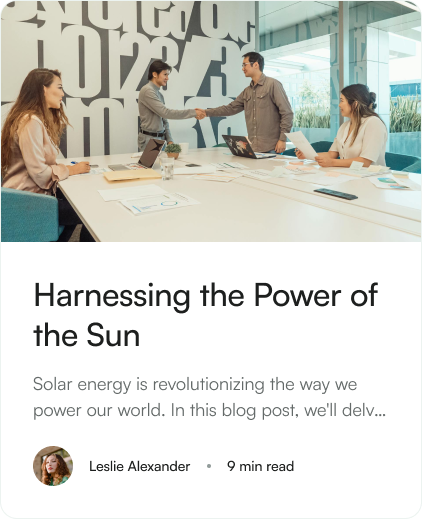 Harnessing the Power of
the Sun
Solar energy is revolutionizing the way we
power our world. In this blog post, we'll delv...
Leslie Alexander • 9 min read